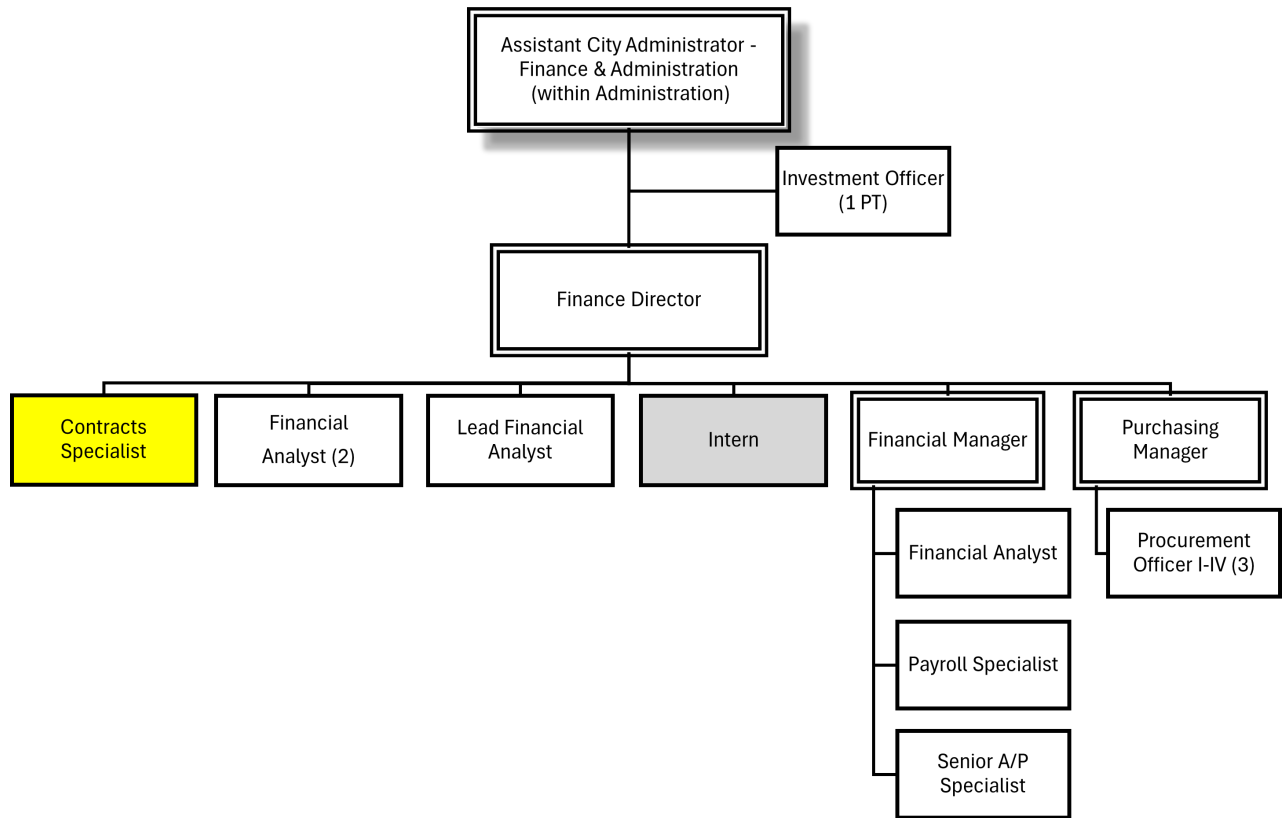 Assistant City Administrator -
Finance & Administration
(within Administration)
Investment Officer
(1 PT)
Finance Director
Contracts
Specialist
Financial
Analyst (2)
Lead Financial
Analyst
Intern
Financial Manager
Purchasing
Manager
Financial Analyst
Procurement
Officer I-IV (3)
Payroll Specialist
Senior A/P
Specialist